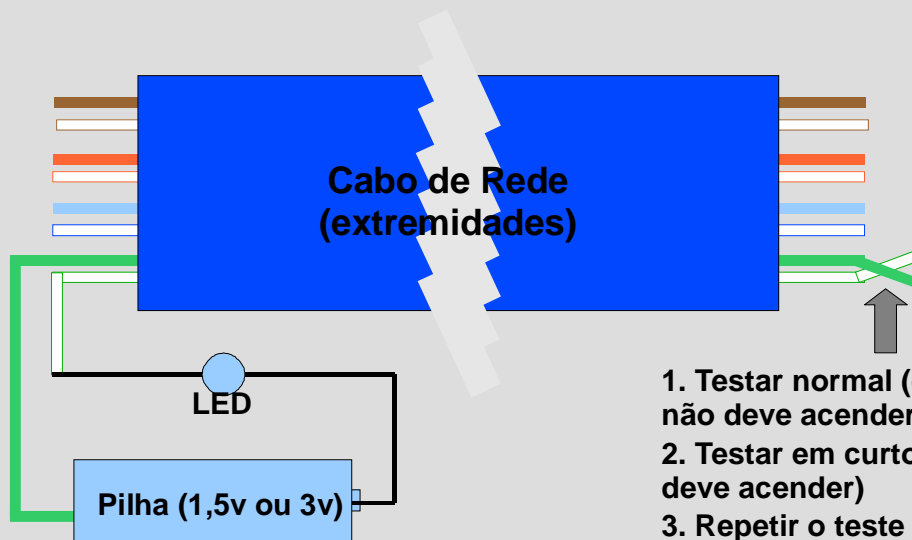 Cabo de Rede
(extremidades)
LED
Pilha (1,5v ou 3v)
1. Testar normal (
não deve acender
2. Testar em curto
deve acender)
3. Repetir o teste